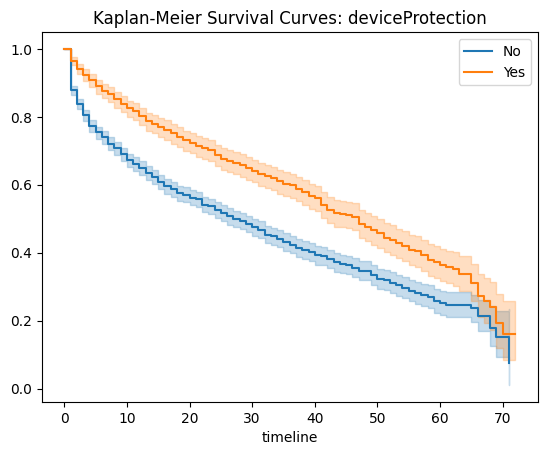 Kaplan-Meier Survival Curves: deviceProtection
No
Yes
1.0
0.8
0.6
0.4
0.2
0.0
0 10 20 30 40 50 60 70
timeline